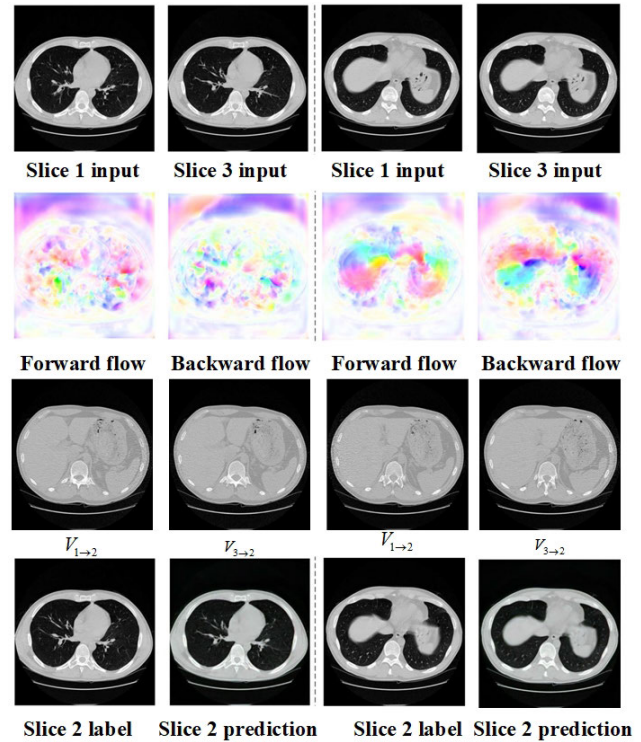 Slice 1 input Slice 3 input Slice 1 input Slice 3 input
Forward flow Backward flow Forward flow Backward flow
V1→2 V3→2 V1→2 V3→2
Slice 2 label Slice 2 prediction Slice 2 label Slice 2 prediction